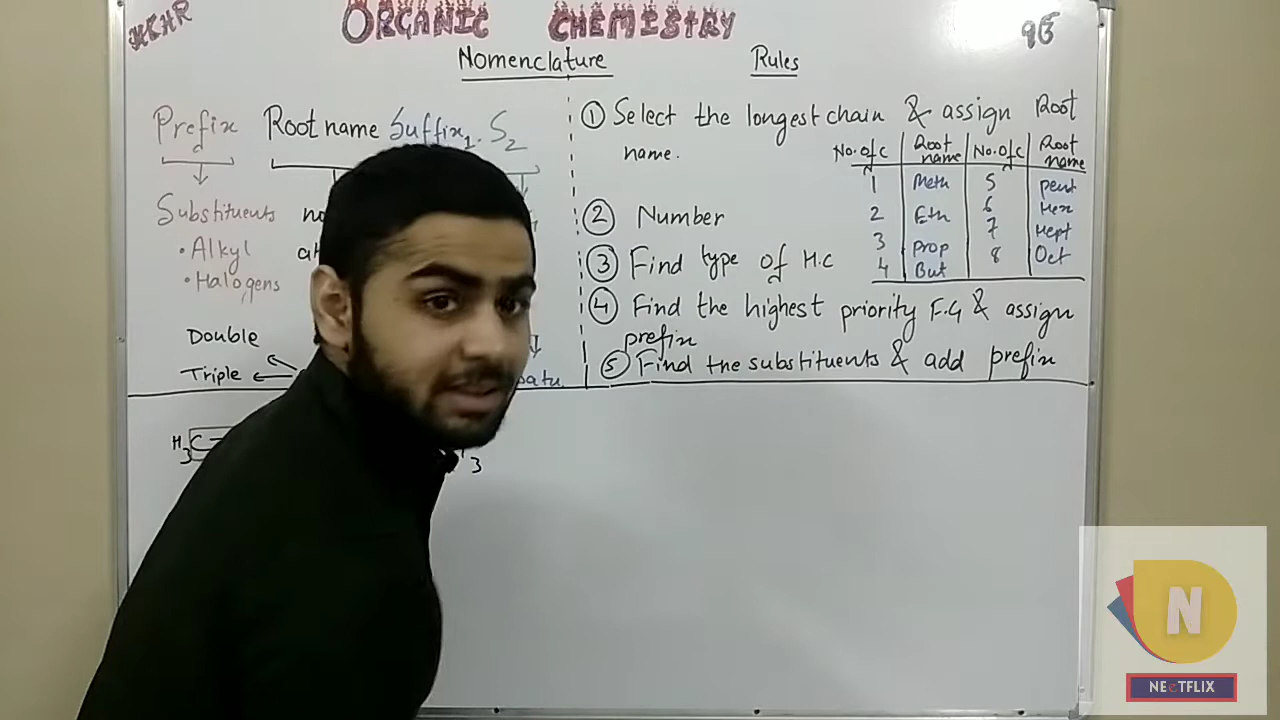 ORGANIC CHEMISTRY
Nomenclature Rules
Prefix Root name Suffix1. S2
Substituents
• Alkyl
• Halogens
Double
Triple
H3C
3
① Select the longest chain & assign Root
name.
② Number
③ Find type of H.C
④ Find the highest priority F.G & assign
prefix
⑤ Find the substituents & add prefix
No. of C Root name No. of C Root name
1 Meth 5 pent
2 Eth 6 Hex
3 prop 7 Hept
4 But 8 Oct
N
NEeTFLIX